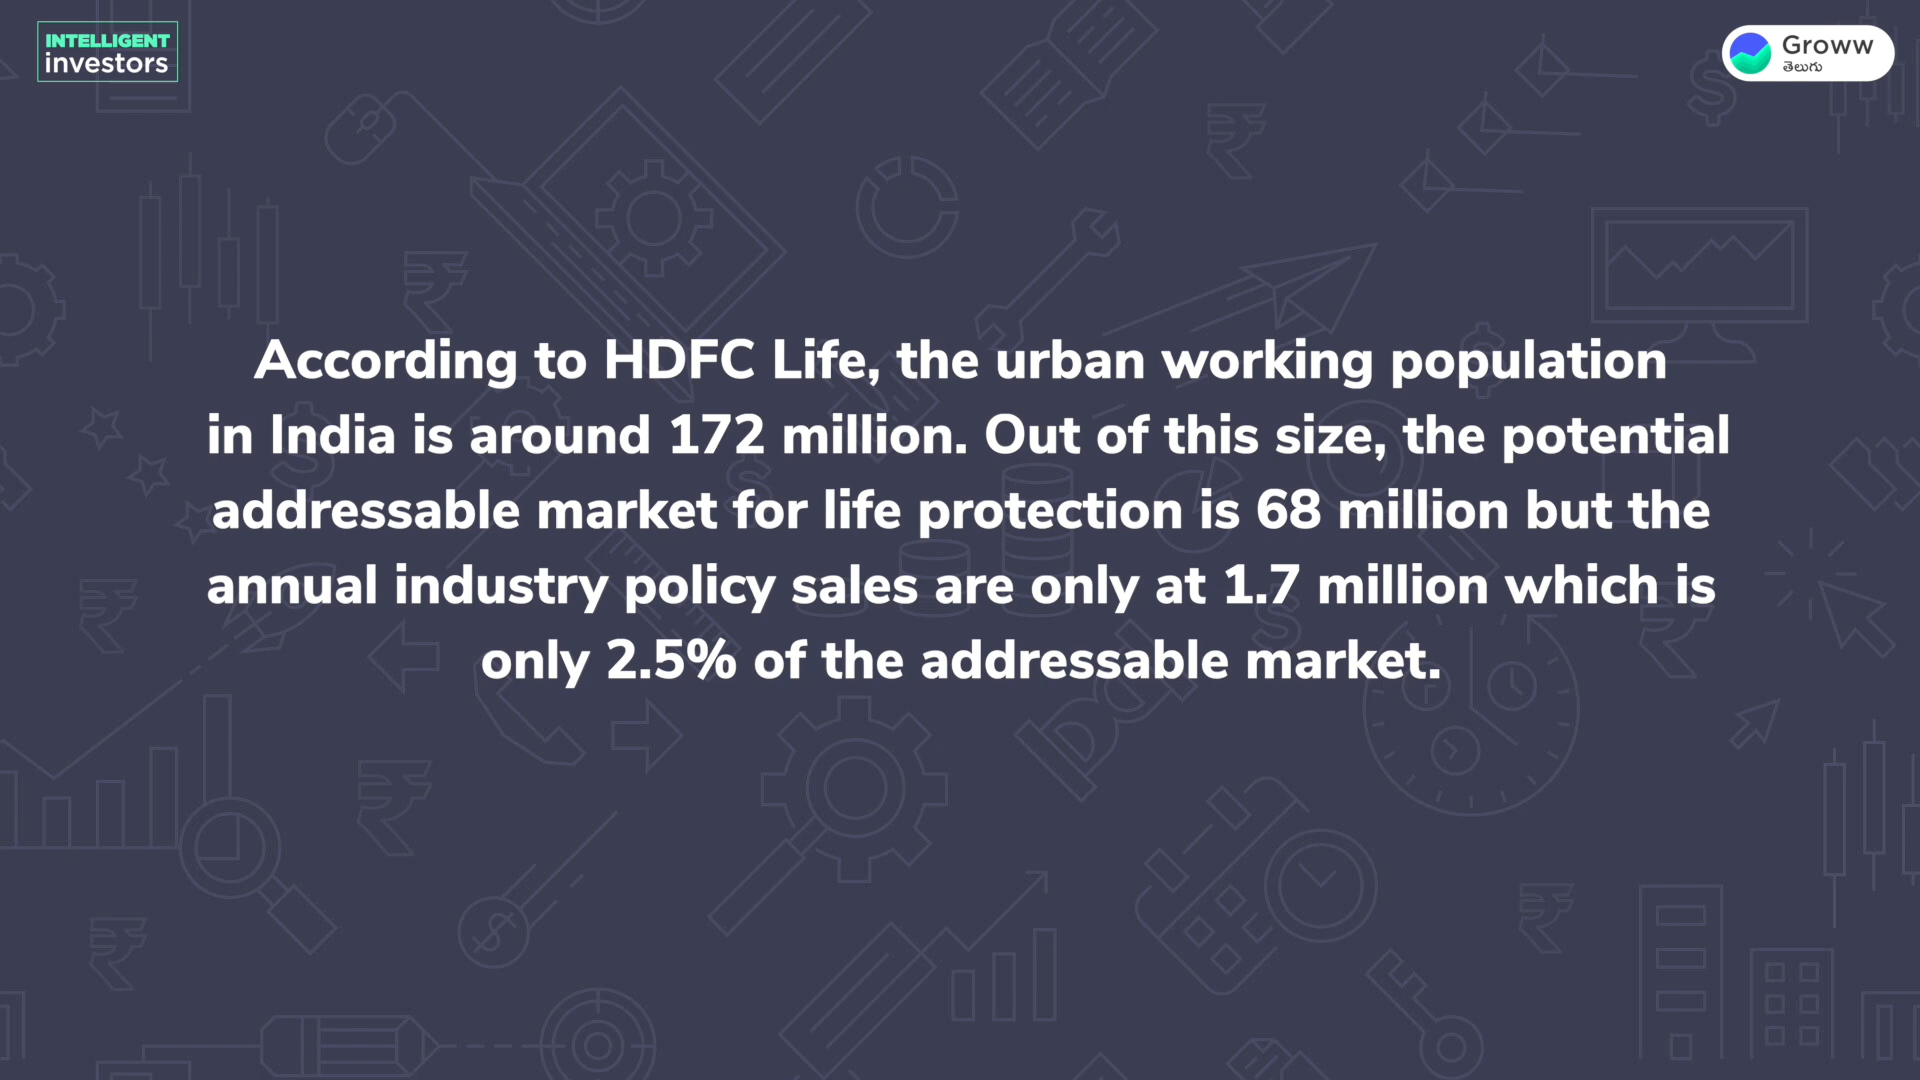 INTELLIGENT
investors
Groww
తెలుగు
According to HDFC Life, the urban working population
in India is around 172 million. Out of this size, the potential
addressable market for life protection is 68 million but the
annual industry policy sales are only at 1.7 million which is
only 2.5% of the addressable market.